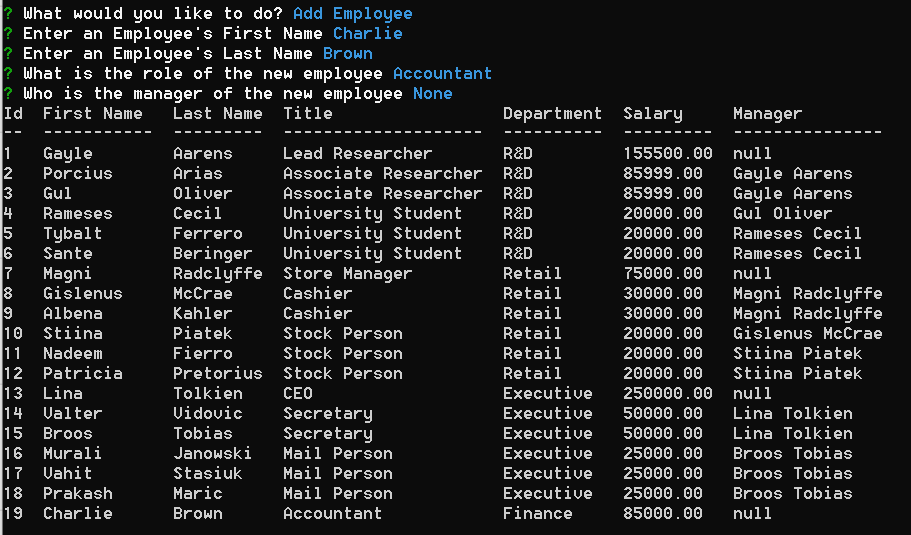 ? What would you like to do? Add Employee
? Enter an Employee's First Name Charlie
? Enter an Employee's Last Name Brown
? What is the role of the new employee Accountant
? Who is the manager of the new employee None
Id  First Name   Last Name  Title                 Department  Salary     Manager
--  -----------  ---------  --------------------  ----------  ---------  ---------------
1   Gayle        Aarens     Lead Researcher       R&D         155500.00  null
2   Porcius      Arias      Associate Researcher  R&D         85999.00   Gayle Aarens
3   Gul          Oliver     Associate Researcher  R&D         85999.00   Gayle Aarens
4   Rameses      Cecil      University Student    R&D         20000.00   Gul Oliver
5   Tybalt       Ferrero    University Student    R&D         20000.00   Rameses Cecil
6   Sante        Beringer   University Student    R&D         20000.00   Rameses Cecil
7   Magni        Radclyffe  Store Manager         Retail      75000.00   null
8   Gislenus     McCrae     Cashier               Retail      30000.00   Magni Radclyffe
9   Albena       Kahler     Cashier               Retail      30000.00   Magni Radclyffe
10  Stiina       Piatek     Stock Person          Retail      20000.00   Gislenus McCrae
11  Nadeem       Fierro     Stock Person          Retail      20000.00   Stiina Piatek
12  Patricia     Pretorius  Stock Person          Retail      20000.00   Stiina Piatek
13  Lina         Tolkien    CEO                   Executive   250000.00  null
14  Valter       Vidovic    Secretary             Executive   50000.00   Lina Tolkien
15  Broos        Tobias     Secretary             Executive   50000.00   Lina Tolkien
16  Murali       Janowski   Mail Person           Executive   25000.00   Broos Tobias
17  Vahit        Stasiuk    Mail Person           Executive   25000.00   Broos Tobias
18  Prakash      Maric      Mail Person           Executive   25000.00   Broos Tobias
19  Charlie      Brown      Accountant            Finance     85000.00   null